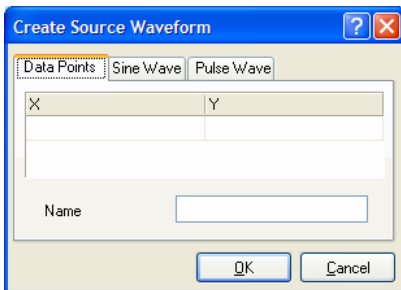 Create Source Waveform
Data Points Sine Wave Pulse Wave
X Y
Name
OK Cancel